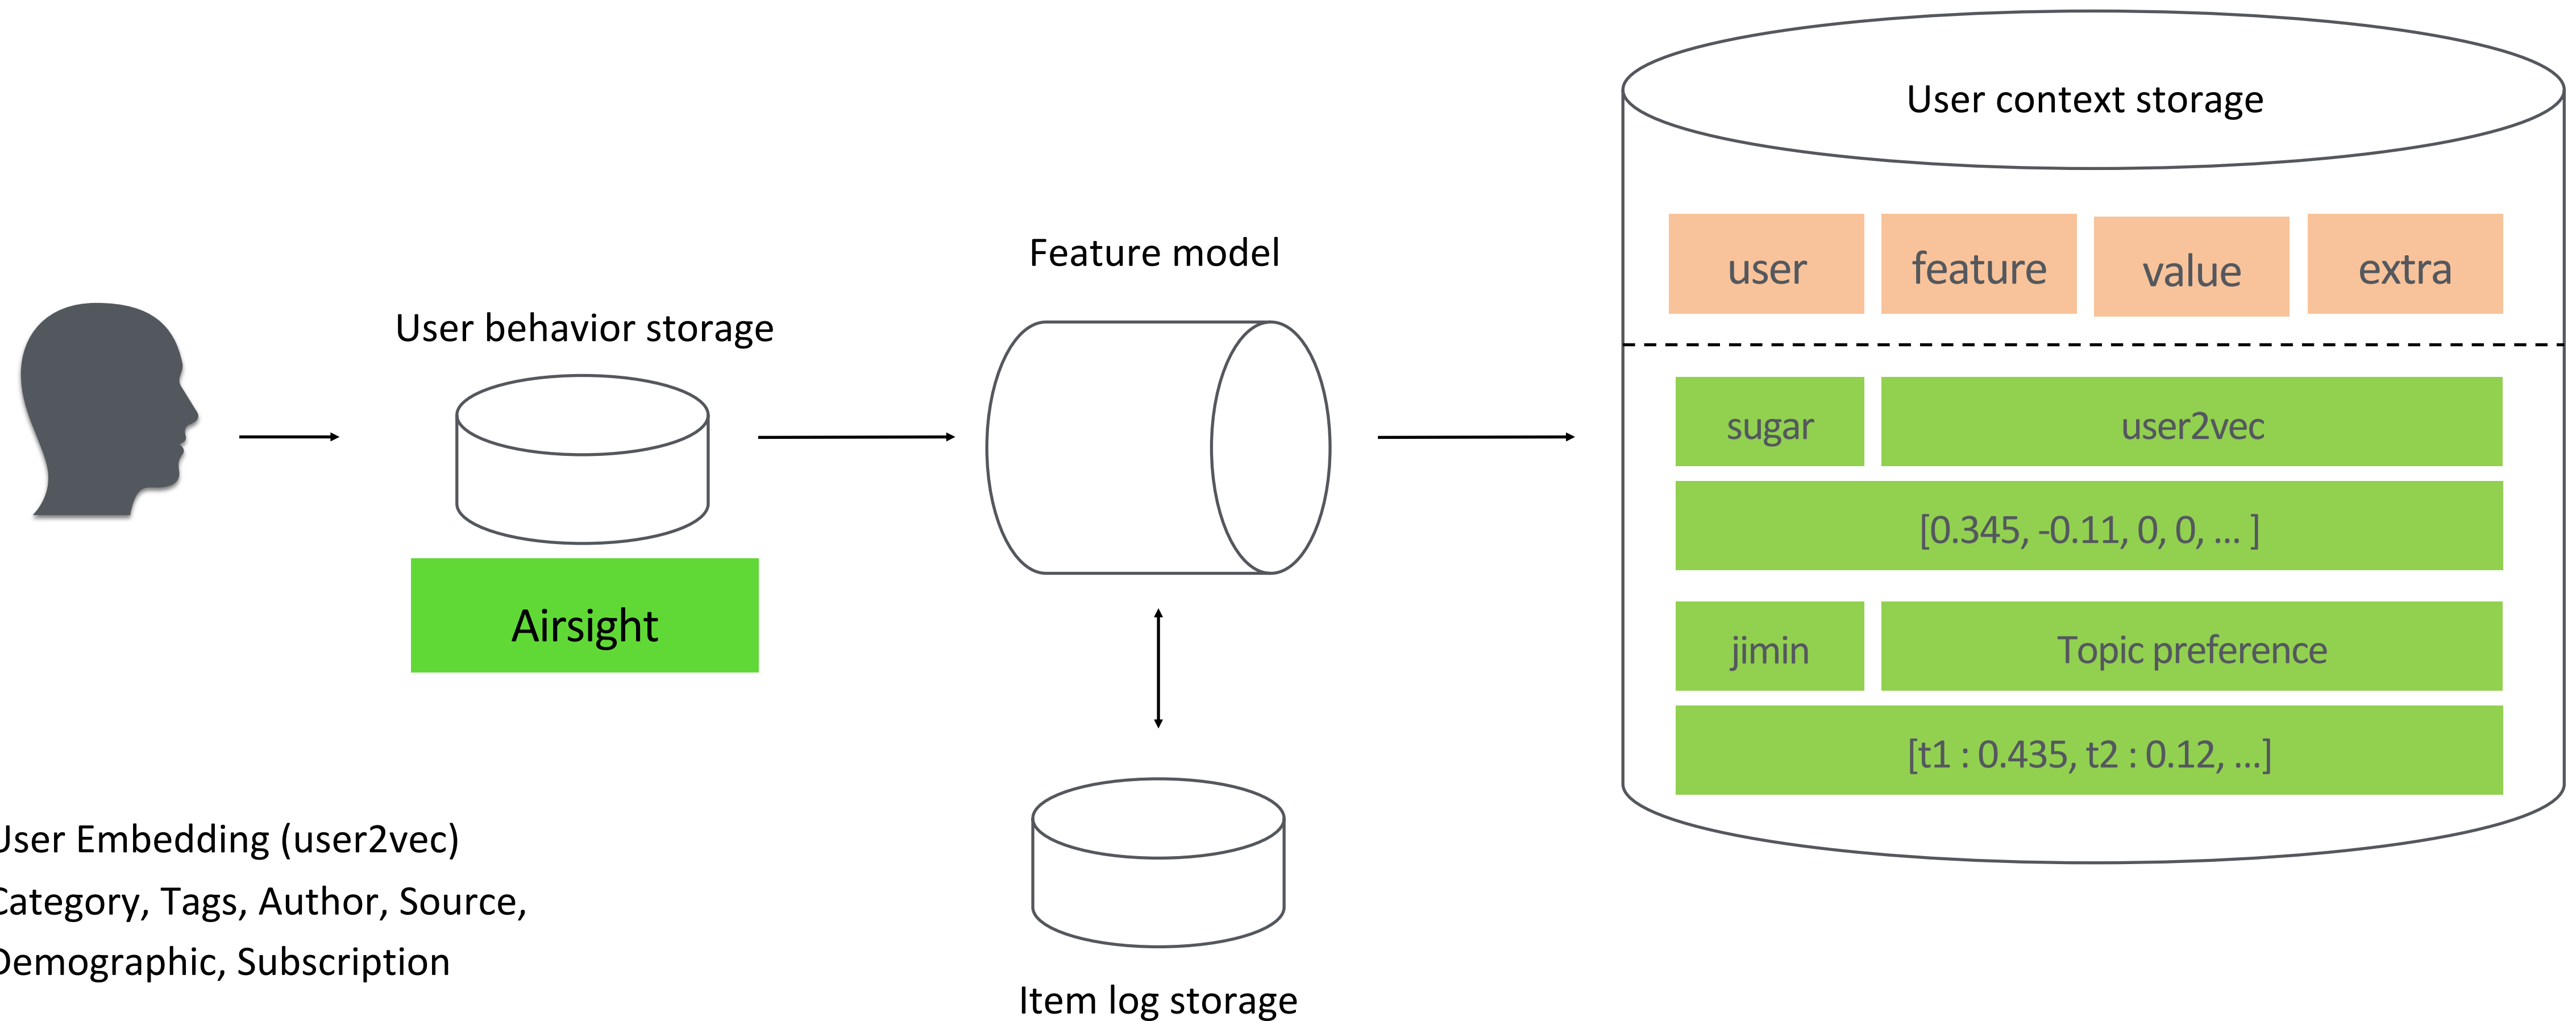 User context storage
user feature value extra
Feature model
User behavior storage
sugar user2vec
[0.345, -0.11, 0, 0, ... ]
Airsight
jimin Topic preference
[t1 : 0.435, t2 : 0.12, ...]
User Embedding (user2vec)
Category, Tags, Author, Source,
Demographic, Subscription
Item log storage